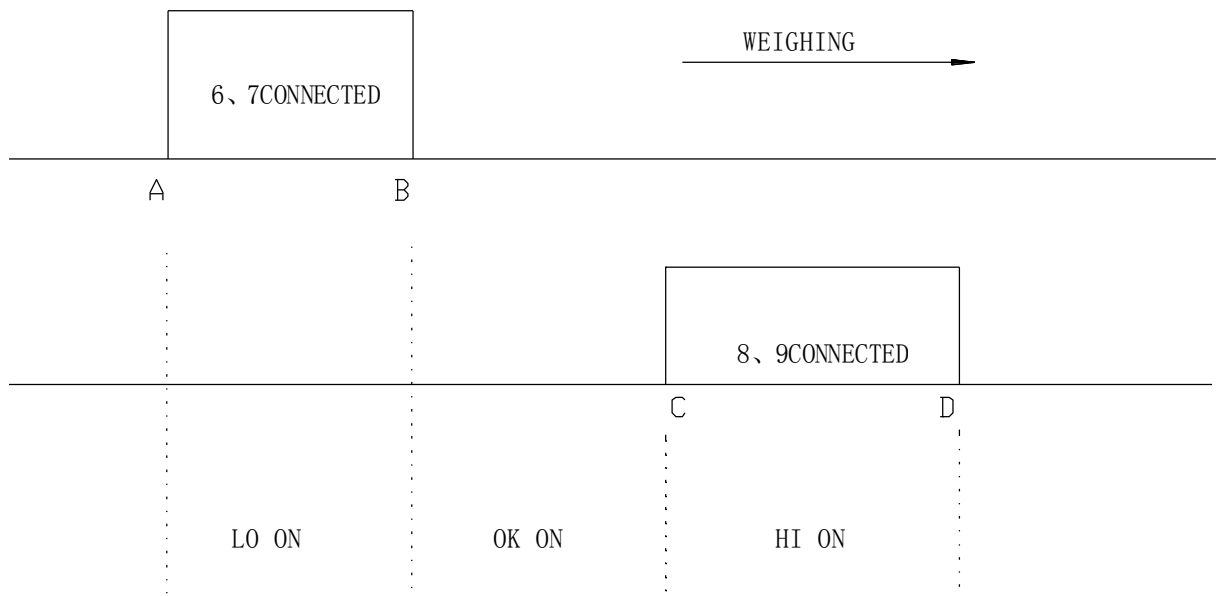 WEIGHING
6、7CONNECTED
A B
8、9CONNECTED
C D
LO ON OK ON HI ON